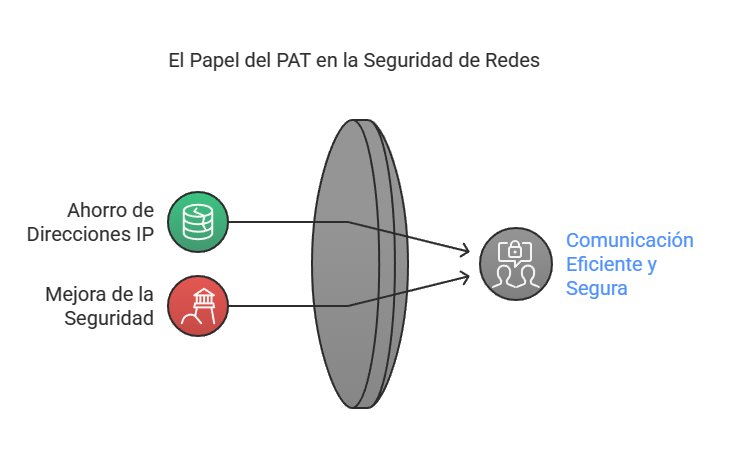 El Papel del PAT en la Seguridad de Redes
Ahorro de
Direcciones IP
Mejora de la
Seguridad
Comunicación
Eficiente y
Segura